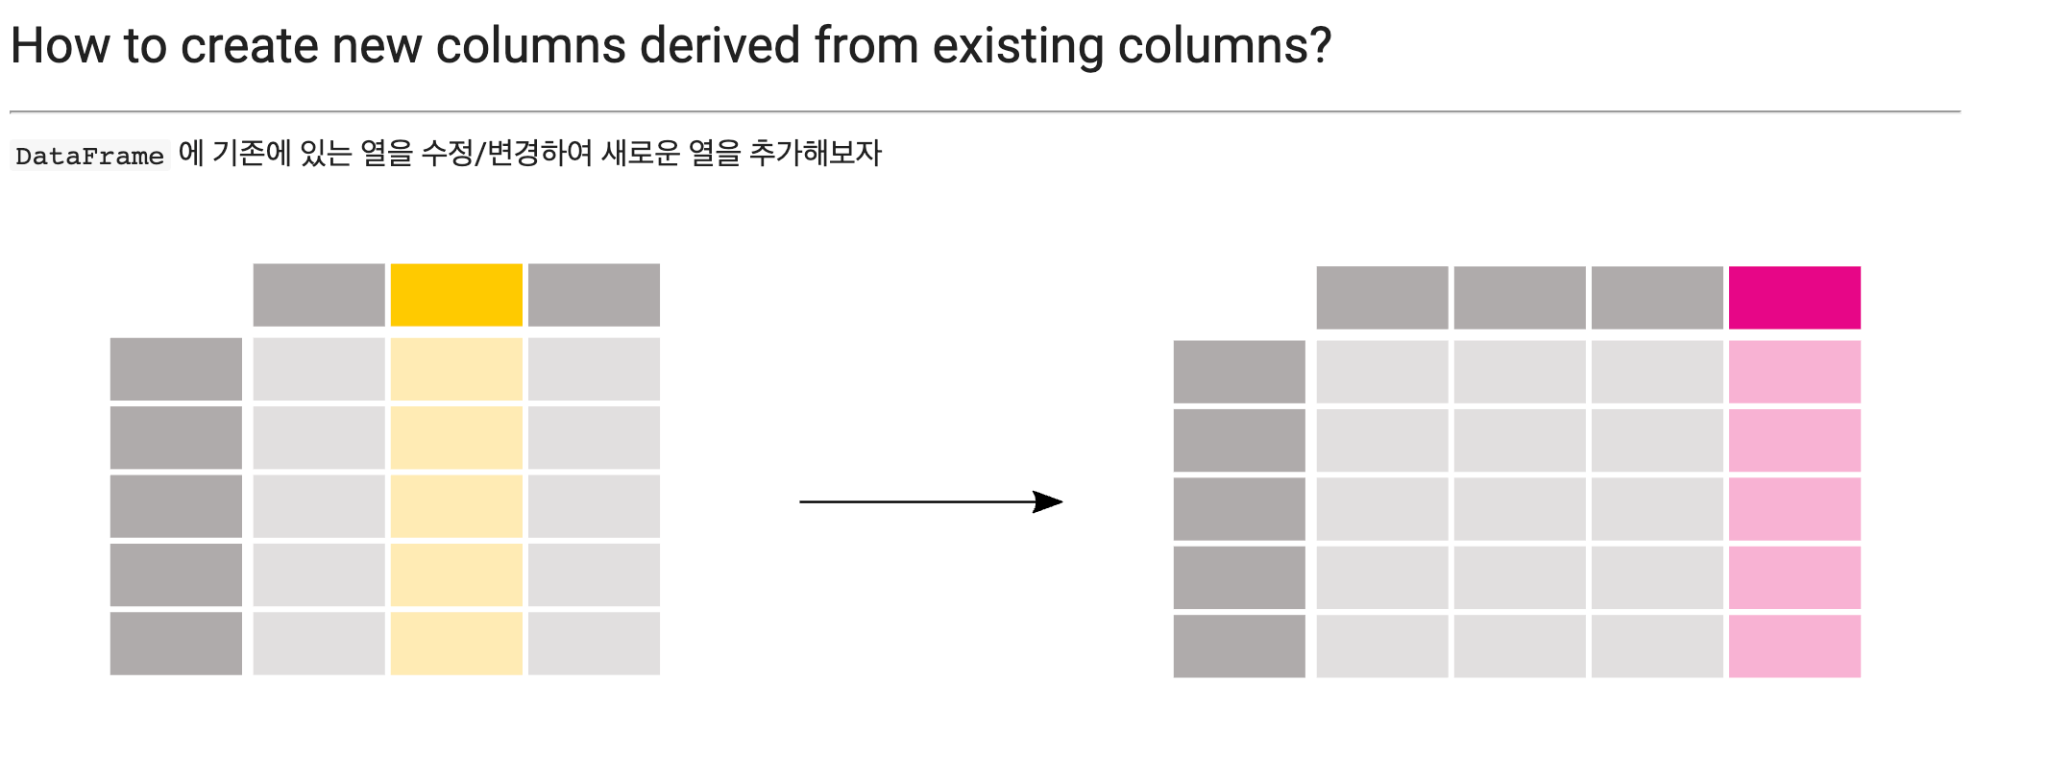 How to create new columns derived from existing columns?
DataFrame 에 기존에 있는 열을 수정/변경하여 새로운 열을 추가해보자